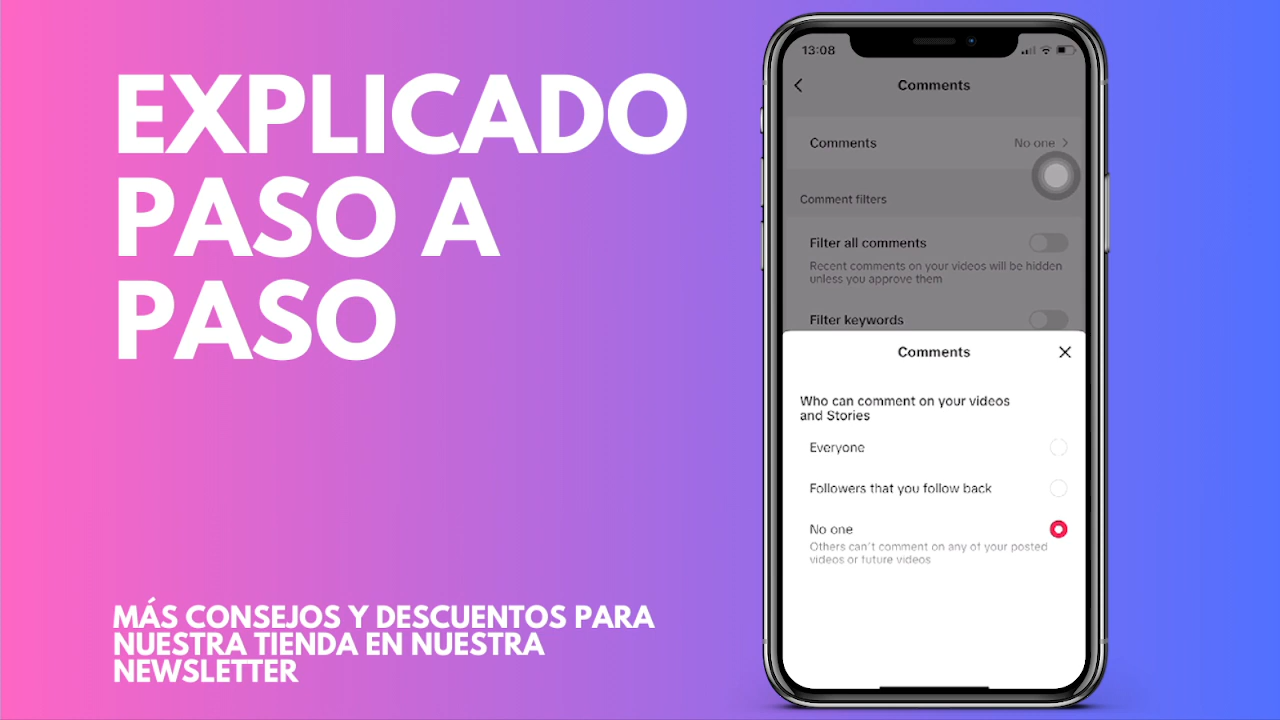 EXPLICADO
PASO A
PASO
MÁS CONSEJOS Y DESCUENTOS PARA
NUESTRA TIENDA EN NUESTRA
NEWSLETTER
13:08
Comments
Comments No one
Comment filters
Filter all comments
Recent comments on your videos will be hidden
unless you approve them
Filter keywords
Comments
Who can comment on your videos
and Stories
Everyone
Followers that you follow back
No one
Others can't comment on any of your posted
videos or future videos